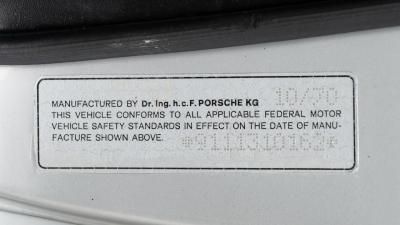 MANUFACTURED BY Dr. Ing. h.c. F. PORSCHE KG 10/70
THIS VEHICLE CONFORMS TO ALL APPLICABLE FEDERAL MOTOR
VEHICLE SAFETY STANDARDS IN EFFECT ON THE DATE OF MANU-
FACTURE SHOWN ABOVE. *9111310162*